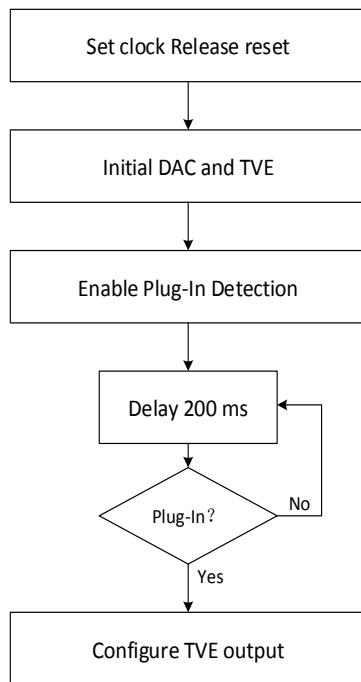 Set clock Release reset
Initial DAC and TVE
Enable Plug-In Detection
Delay 200 ms
Plug-In？
No
Yes
Configure TVE output